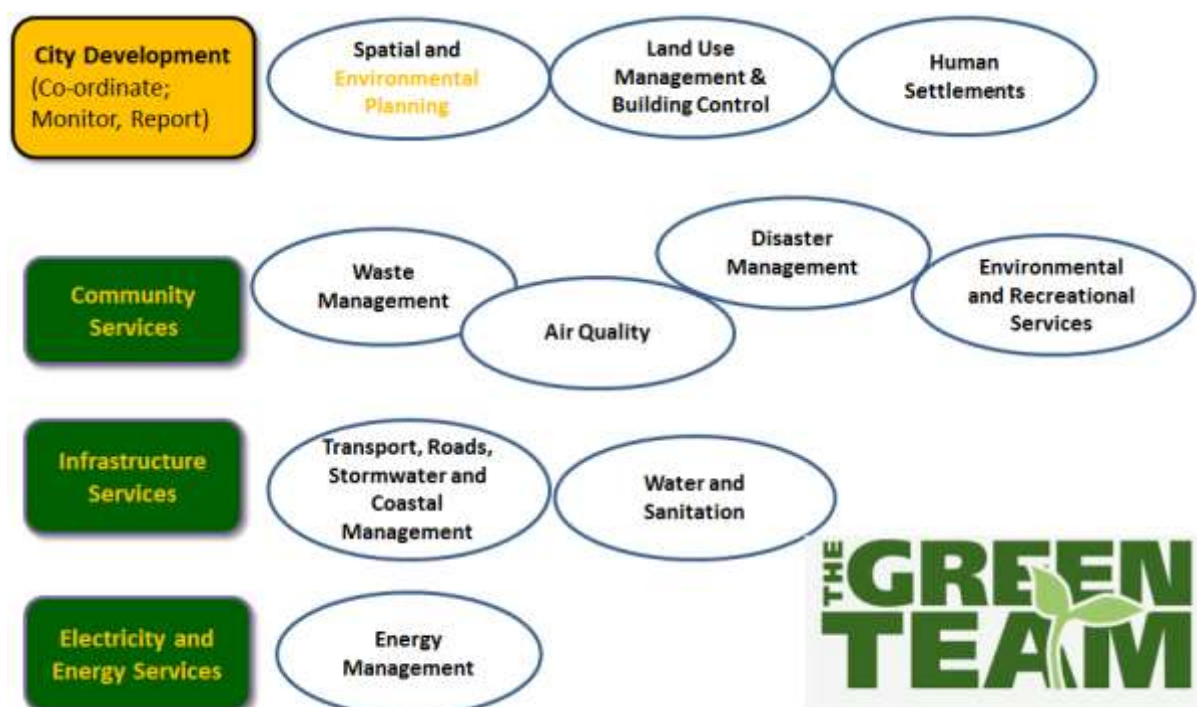 City Development
(Co-ordinate;
Monitor, Report)
Spatial and
Environmental
Planning
Land Use
Management &
Building Control
Human
Settlements
Community
Services
Waste
Management
Air Quality
Disaster
Management
Environmental
and Recreational
Services
Infrastructure
Services
Transport, Roads,
Stormwater and
Coastal
Management
Water and
Sanitation
Electricity and
Energy Services
Energy
Management
THE
GREEN
TEAM